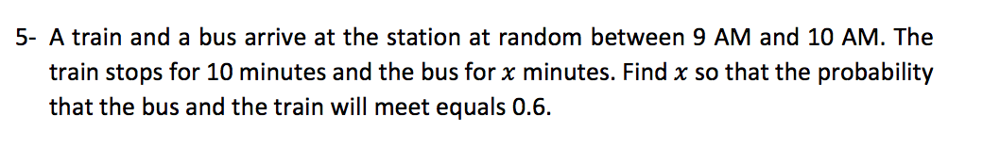 5- A train and a bus arrive at the station at random between 9 AM and 10 AM. The
train stops for 10 minutes and the bus for x minutes. Find x so that the probability
that the bus and the train will meet equals 0.6.